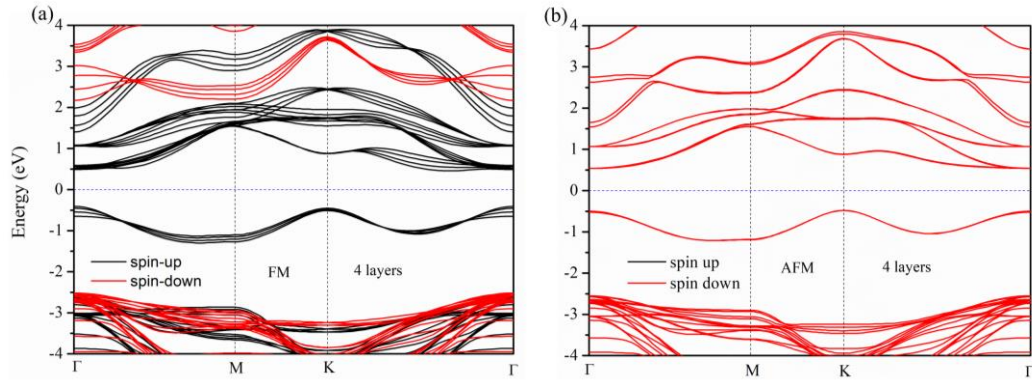 (a)
4
3
2
1
0
-1
-2
-3
-4
Energy (eV)
spin-up
spin-down
FM
4 layers
Γ
M
K
Γ
(b)
4
3
2
1
0
-1
-2
-3
-4
spin up
spin down
AFM
4 layers
Γ
M
K
Γ